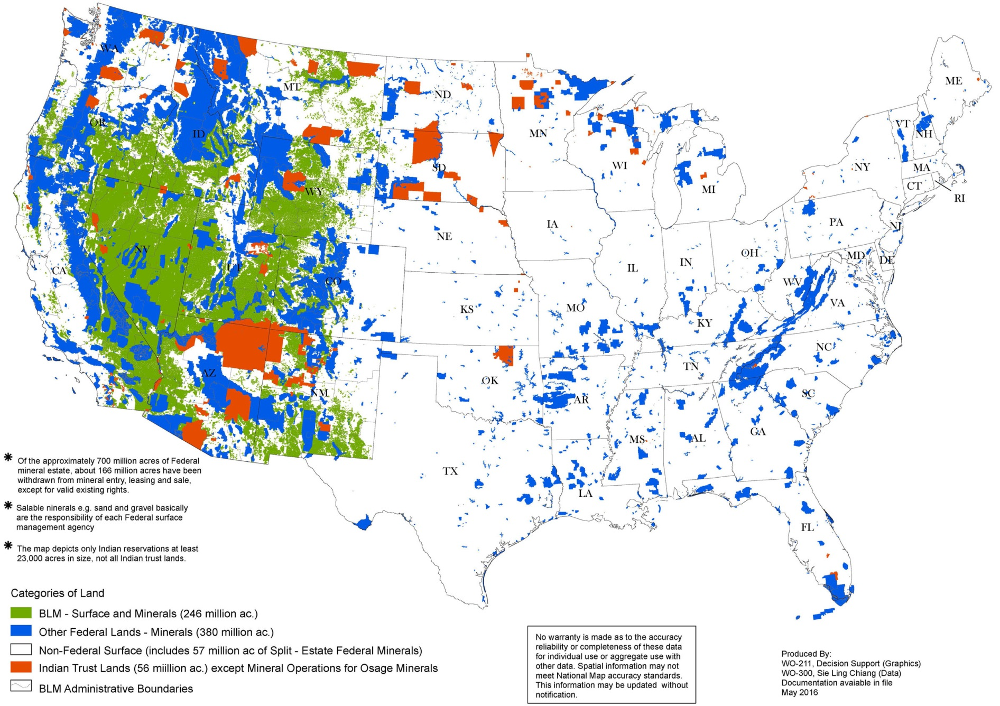 WA
MT
ND
ME
OR
ID
MN
VT
NH
SD
WI
NY
MA
WY
MI
CT
RI
NE
IA
PA
NJ
NV
UT
CA
CO
IL
IN
OH
MD
DE
WV
KS
MO
KY
VA
AZ
NM
OK
AR
TN
NC
SC
MS
AL
GA
TX
LA
FL
* Of the approximately 700 million acres of Federal
mineral estate, about 166 million acres have been
withdrawn from mineral entry, leasing and sale,
except for valid existing rights.
* Salable ninerals e.g. sand and gravel basically
are the responsibility of each Federal surface
management agency
* The map depicts only Indian reservations at least
23,000 acres in size, not all Indian trust lands.
Categories of Land
BLM - Surface and Minerals (246 million ac.)
Other Federal Lands - Minerals (380 million ac.)
Non-Federal Surface (includes 57 million ac of Split - Estate Federal Minerals)
Indian Trust Lands (56 miillion ac.) except Mineral Operations for Osage Minerals
BLM Administrative Boundaries
No warranty is made as to the accuracy
reliability or completeness of these data
for individual use or aggregate use with
other data. Spatial information may not
meet National Map accuracy standards.
This information may be updated without
notification.
Produced By:
WO-211, Decision Support (Graphics)
WO-300, Sie Ling Chiang (Data)
Documentation avaiable in file
May 2016